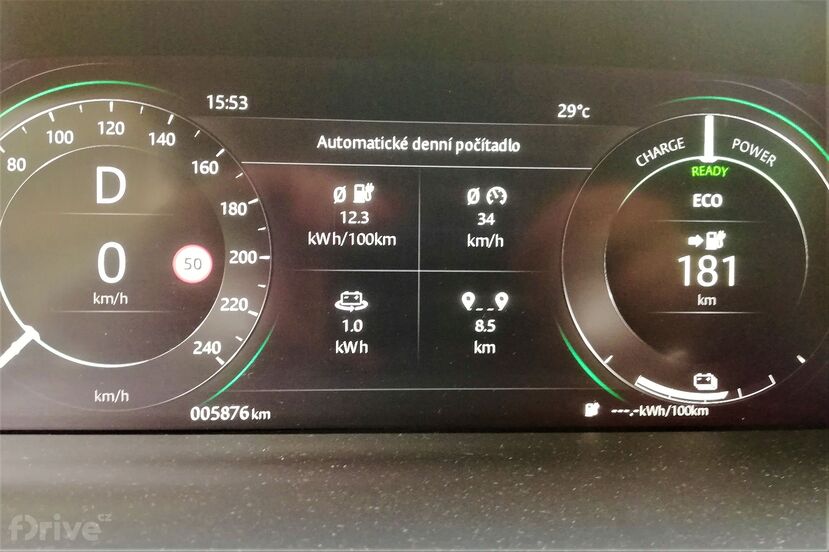 15:53
29°c
Automatické denní počítadlo
80
100
120
140
160
180
200
220
240
D
0
km/h
50
km/h
005876 km
Ø
12.3
kWh/100km
Ø
34
km/h
1.0
kWh
8.5
km
CHARGE
POWER
READY
ECO
181
km
---.-kWh/100km
fDrive.cz